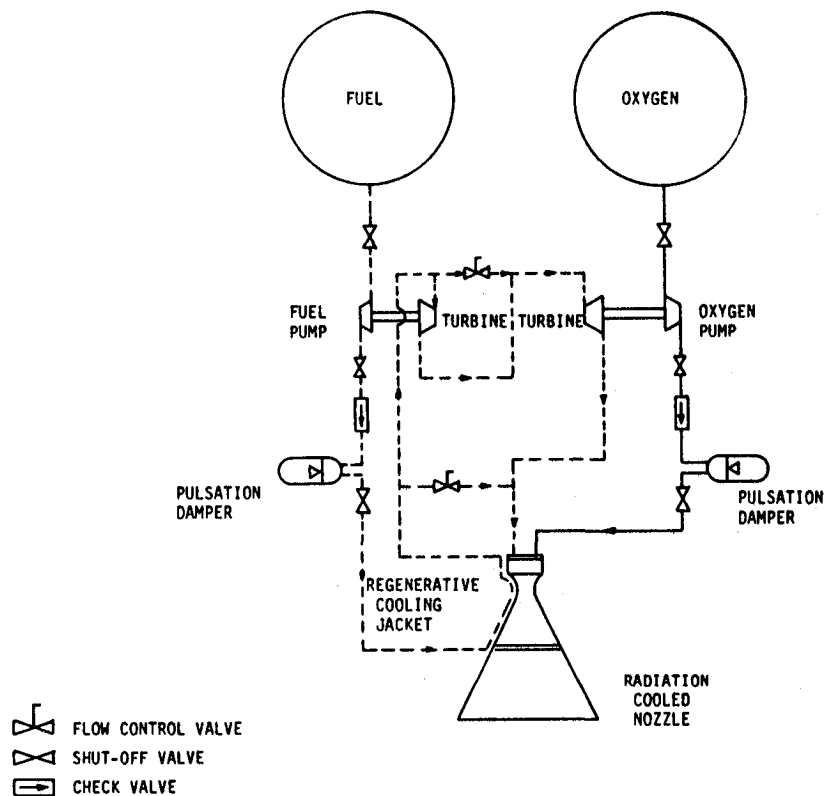 FUEL
OXYGEN
FUEL
PUMP
TURBINE
TURBINE
OXYGEN
PUMP
PULSATION
DAMPER
PULSATION
DAMPER
REGENERATIVE
COOLING
JACKET
RADIATION
COOLED
NOZZLE
FLOW CONTROL VALVE
SHUT-OFF VALVE
CHECK VALVE